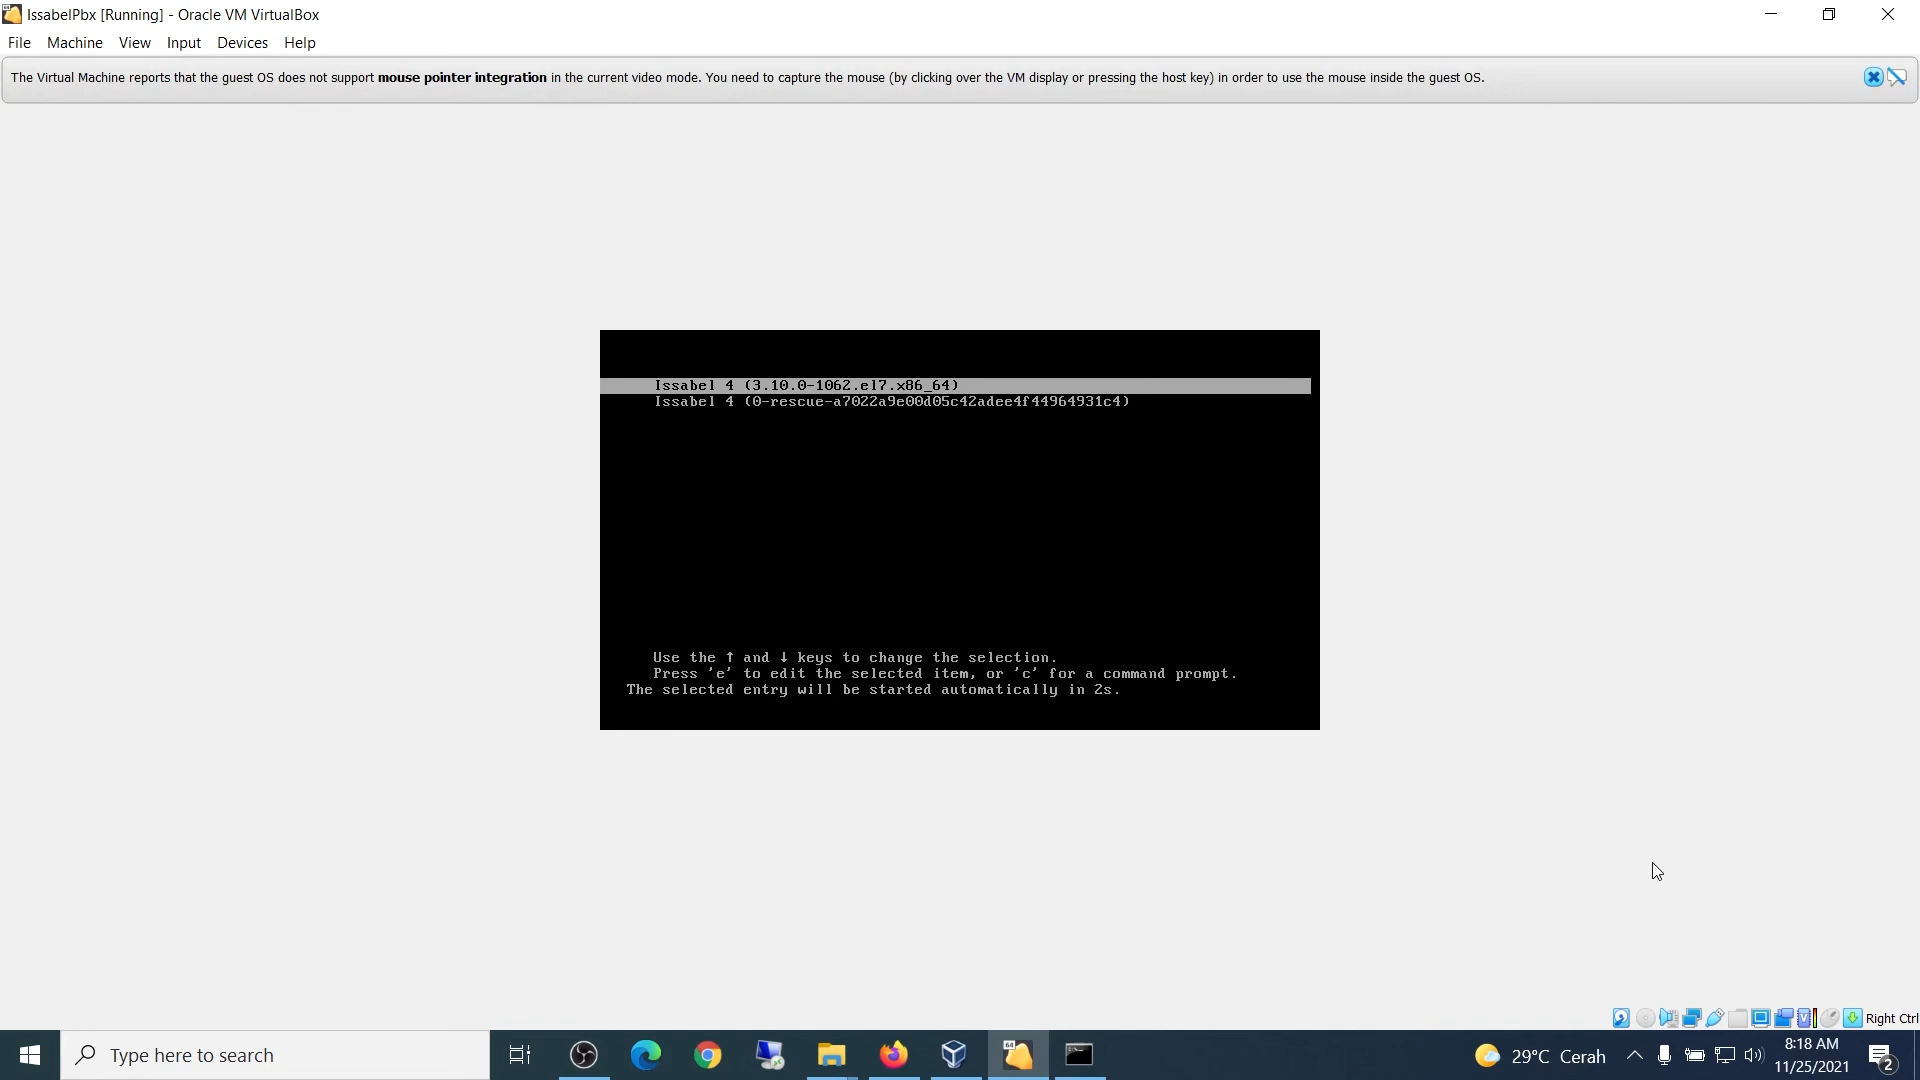 IssabelPbx [Running] - Oracle VM VirtualBox
File Machine View Input Devices Help
The Virtual Machine reports that the guest OS does not support mouse pointer integration in the current video mode. You need to capture the mouse (by clicking over the VM display or pressing the host key) in order to use the mouse inside the guest OS.
Issabel 4 (3.10.0-1062.el7.x86_64)
Issabel 4 (0-rescue-a7022a9e00d05c42adee4f44964931c4)
Use the ↑ and ↓ keys to change the selection.
Press 'e' to edit the selected item, or 'c' for a command prompt.
The selected entry will be started automatically in 2s.
Right Ctrl
Type here to search
29°C Cerah
8:18 AM
11/25/2021
2